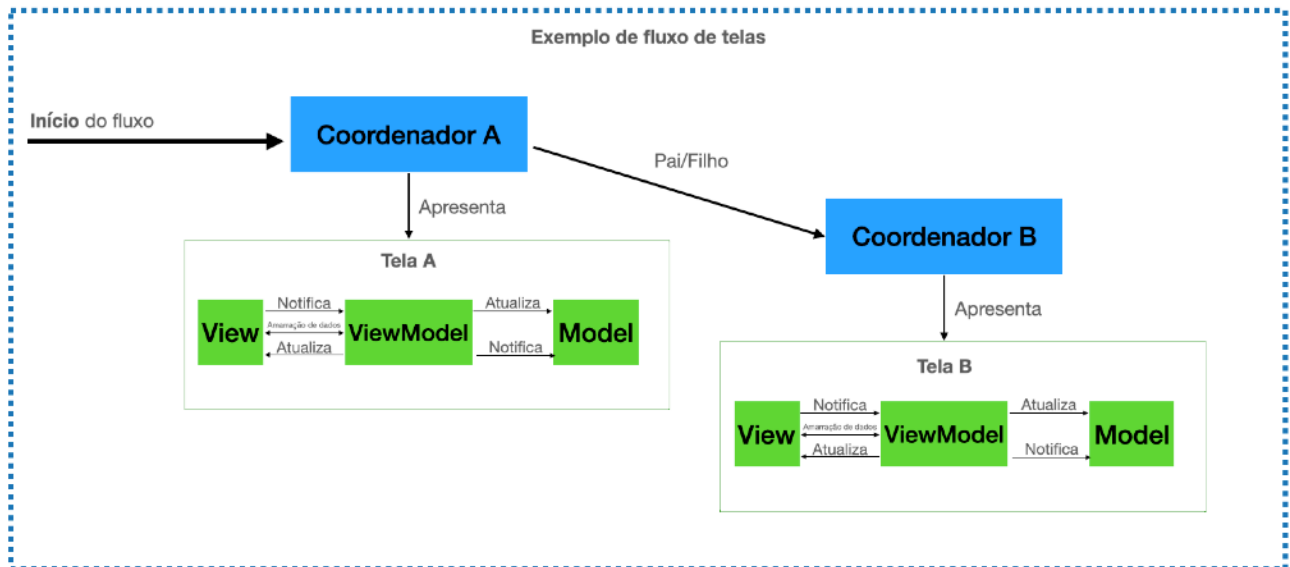 Exemplo de fluxo de telas
Início do fluxo
Coordenador A
Pai/Filho
Apresenta
Coordenador B
Tela A
Notifica
Atualiza
View
Amarração de dados
ViewModel
Model
Atualiza
Notifica
Apresenta
Tela B
Notifica
Atualiza
View
Amarração de dados
ViewModel
Model
Atualiza
Notifica